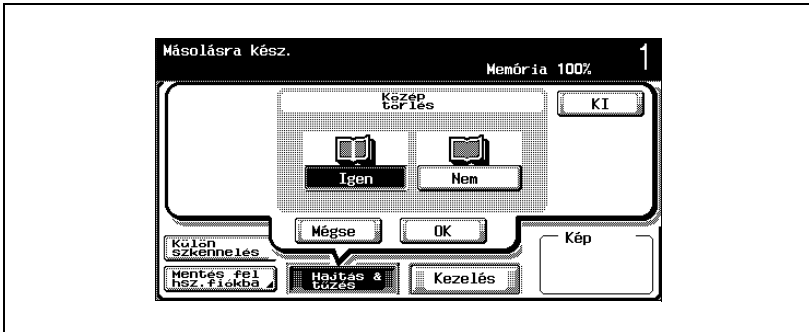 Másolásra kész.
Memória 100%
1
Közép
törlés
KI
Igen
Nem
Mégse
OK
Külön
szkennelés
Kép
Mentés fel
hsz.fiókba
Hajtás &
tűzés
Kezelés